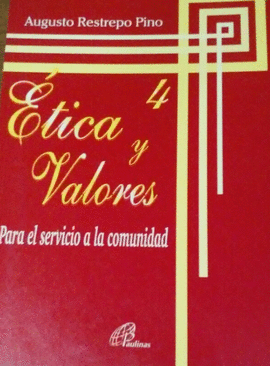 Augusto Restrepo Pino
4
Ética
y
Valores
Para el servicio a la comunidad
Paulinas